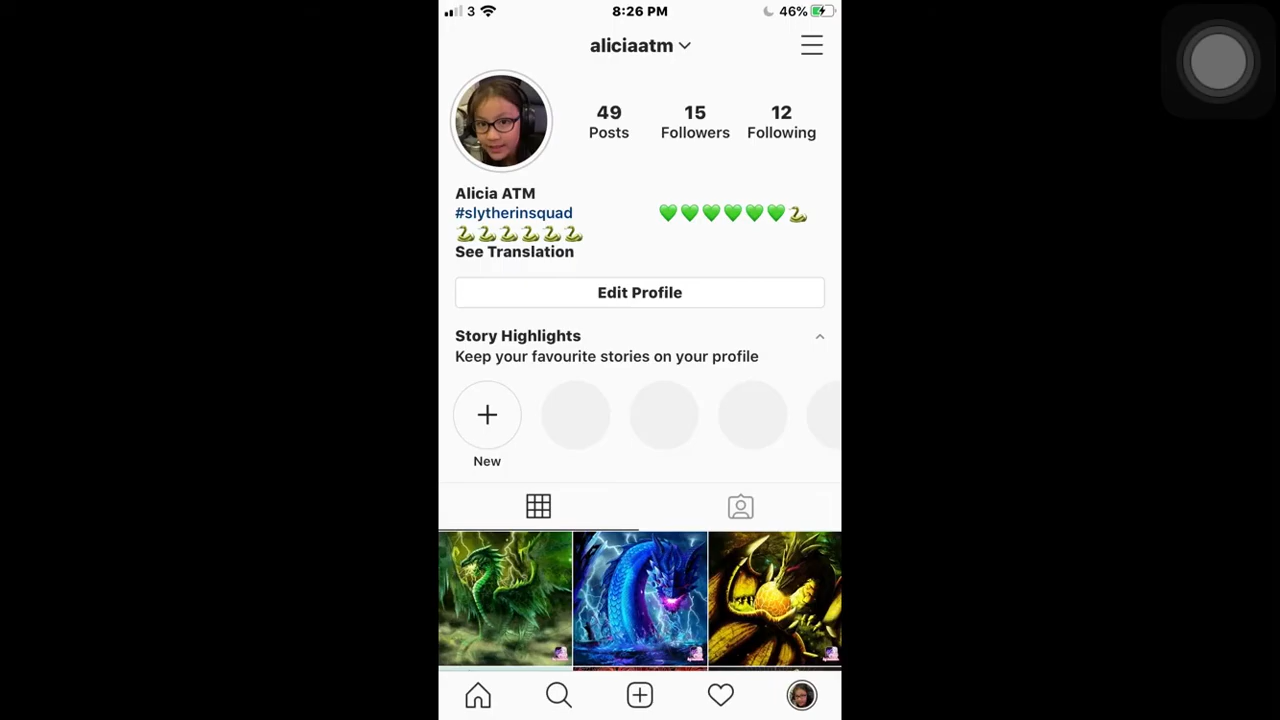 3 8:26 PM 46%
aliciaatm
49 15 12
Posts Followers Following
Alicia ATM
#slytherinsquad 💚💚💚💚💚💚🐍
🐍🐍🐍🐍🐍🐍
See Translation
Edit Profile
Story Highlights
Keep your favourite stories on your profile
New